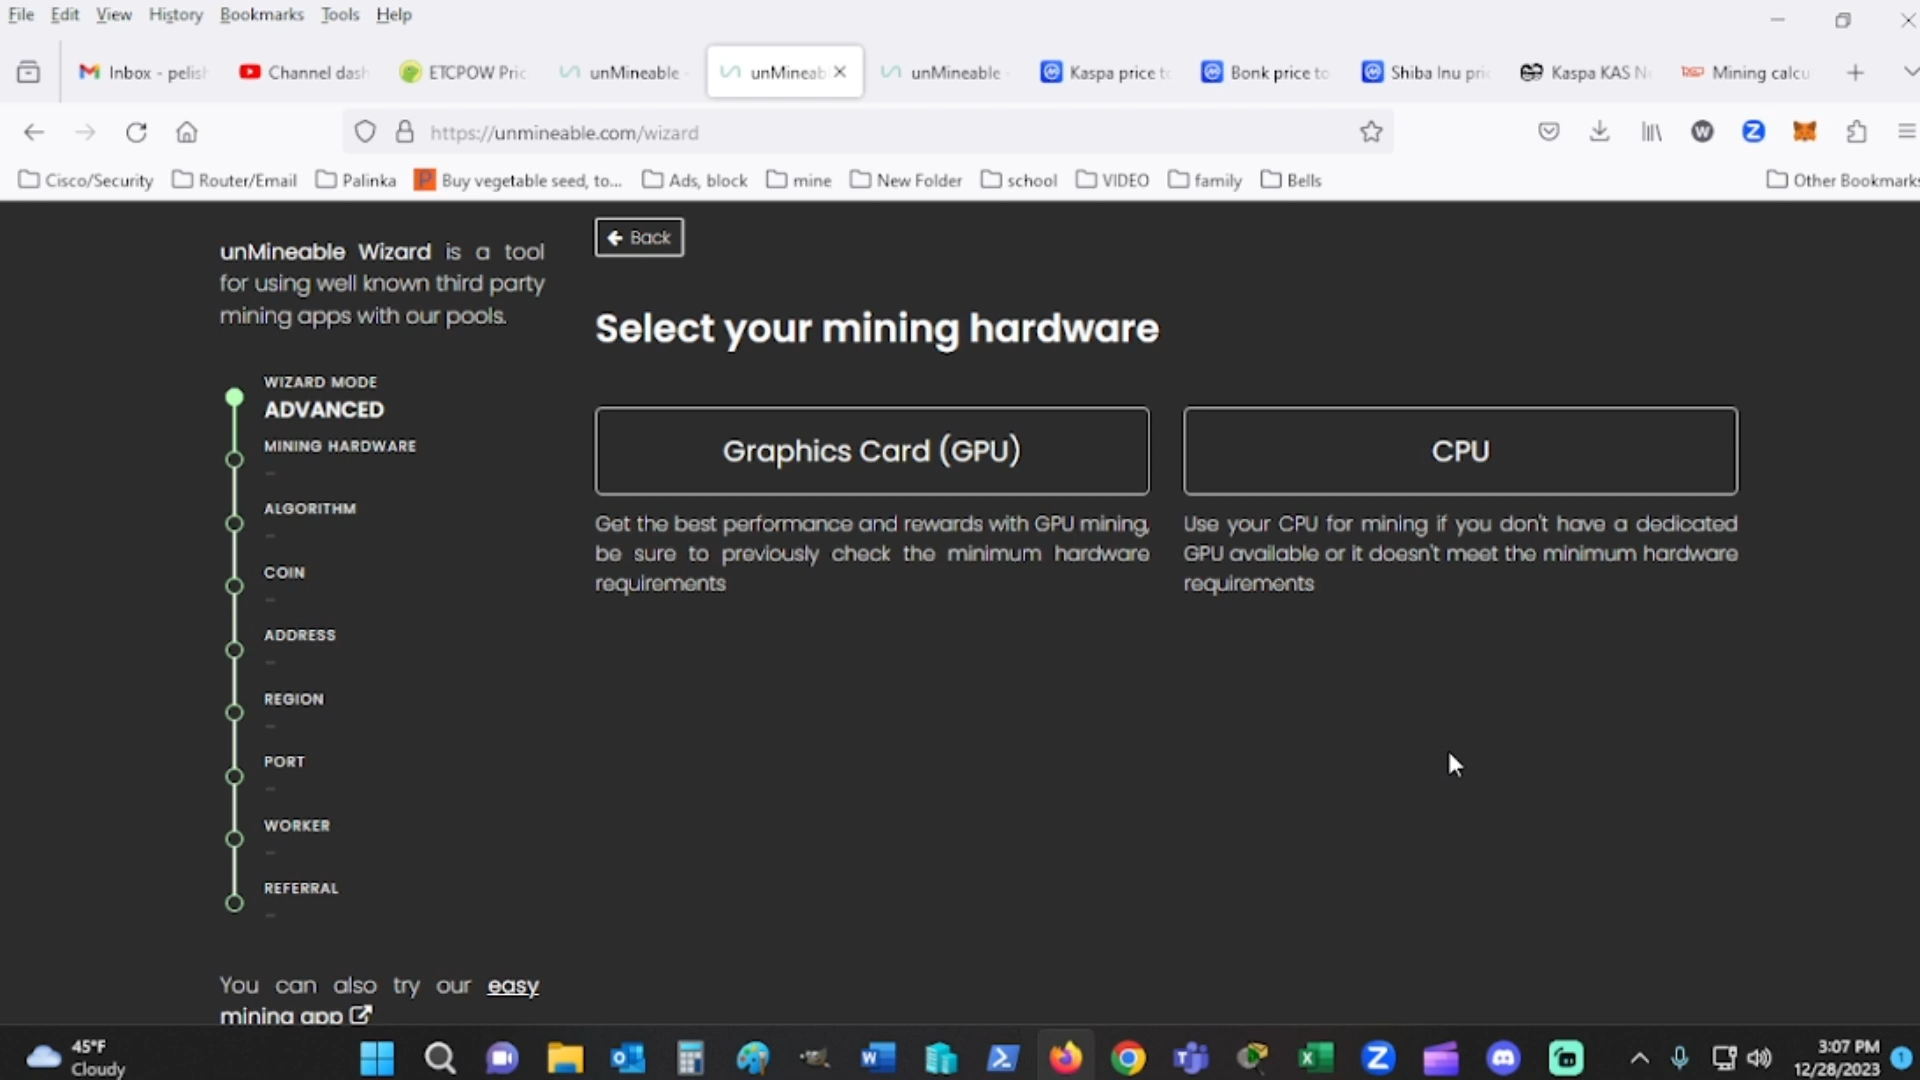 File Edit View History Bookmarks Tools Help
Inbox - pelis
Channel dash
ETCPOW Pric
unMineable -
unMineab
unMineable -
Kaspa price to
Bonk price to
Shiba Inu pric
Kaspa KAS N
Mining calcu
https://unmineable.com/wizard
Cisco/Security
Router/Email
Palinka
Buy vegetable seed, to...
Ads, block
mine
New Folder
school
VIDEO
family
Bells
Other Bookmarks
unMineable Wizard is a tool
for using well known third party
mining apps with our pools.
WIZARD MODE
ADVANCED
MINING HARDWARE
-
ALGORITHM
-
COIN
-
ADDRESS
-
REGION
-
PORT
-
WORKER
-
REFERRAL
-
You can also try our easy
mining app
Back
Select your mining hardware
Graphics Card (GPU)
Get the best performance and rewards with GPU mining,
be sure to previously check the minimum hardware
requirements
CPU
Use your CPU for mining if you don't have a dedicated
GPU available or it doesn't meet the minimum hardware
requirements
45°F
Cloudy
3:07 PM
12/28/2023
1